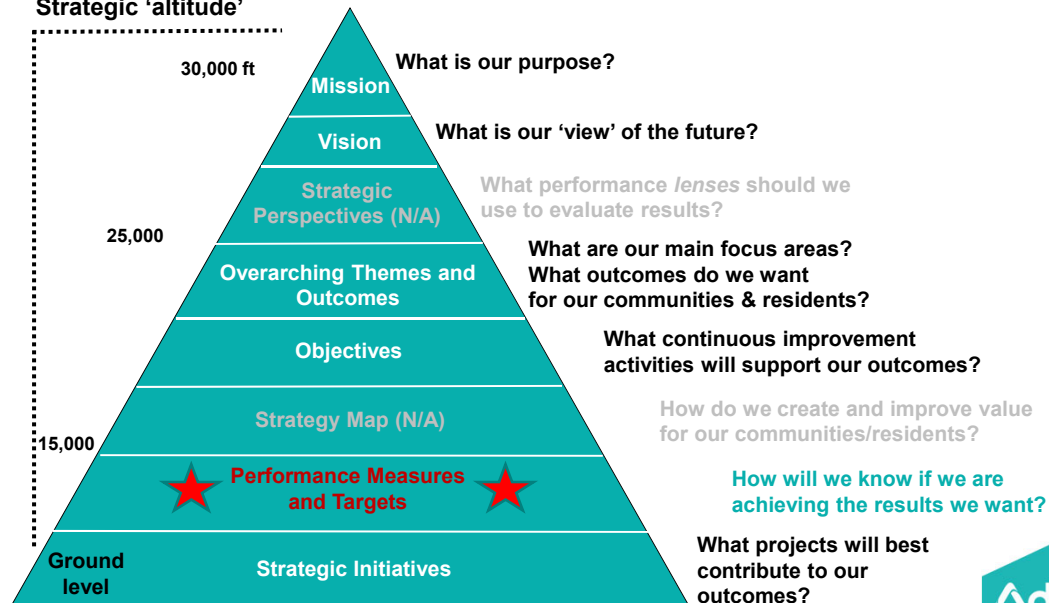 Strategic ‘altitude’
30,000 ft
Mission
What is our purpose?
Vision
What is our ‘view’ of the future?
Strategic
Perspectives (N/A)
What performance lenses should we
use to evaluate results?
25,000
Overarching Themes and
Outcomes
What are our main focus areas?
What outcomes do we want
for our communities & residents?
Objectives
What continuous improvement
activities will support our outcomes?
Strategy Map (N/A)
How do we create and improve value
for our communities/residents?
15,000
Performance Measures
and Targets
How will we know if we are
achieving the results we want?
Ground
level
Strategic Initiatives
What projects will best
contribute to our
outcomes?